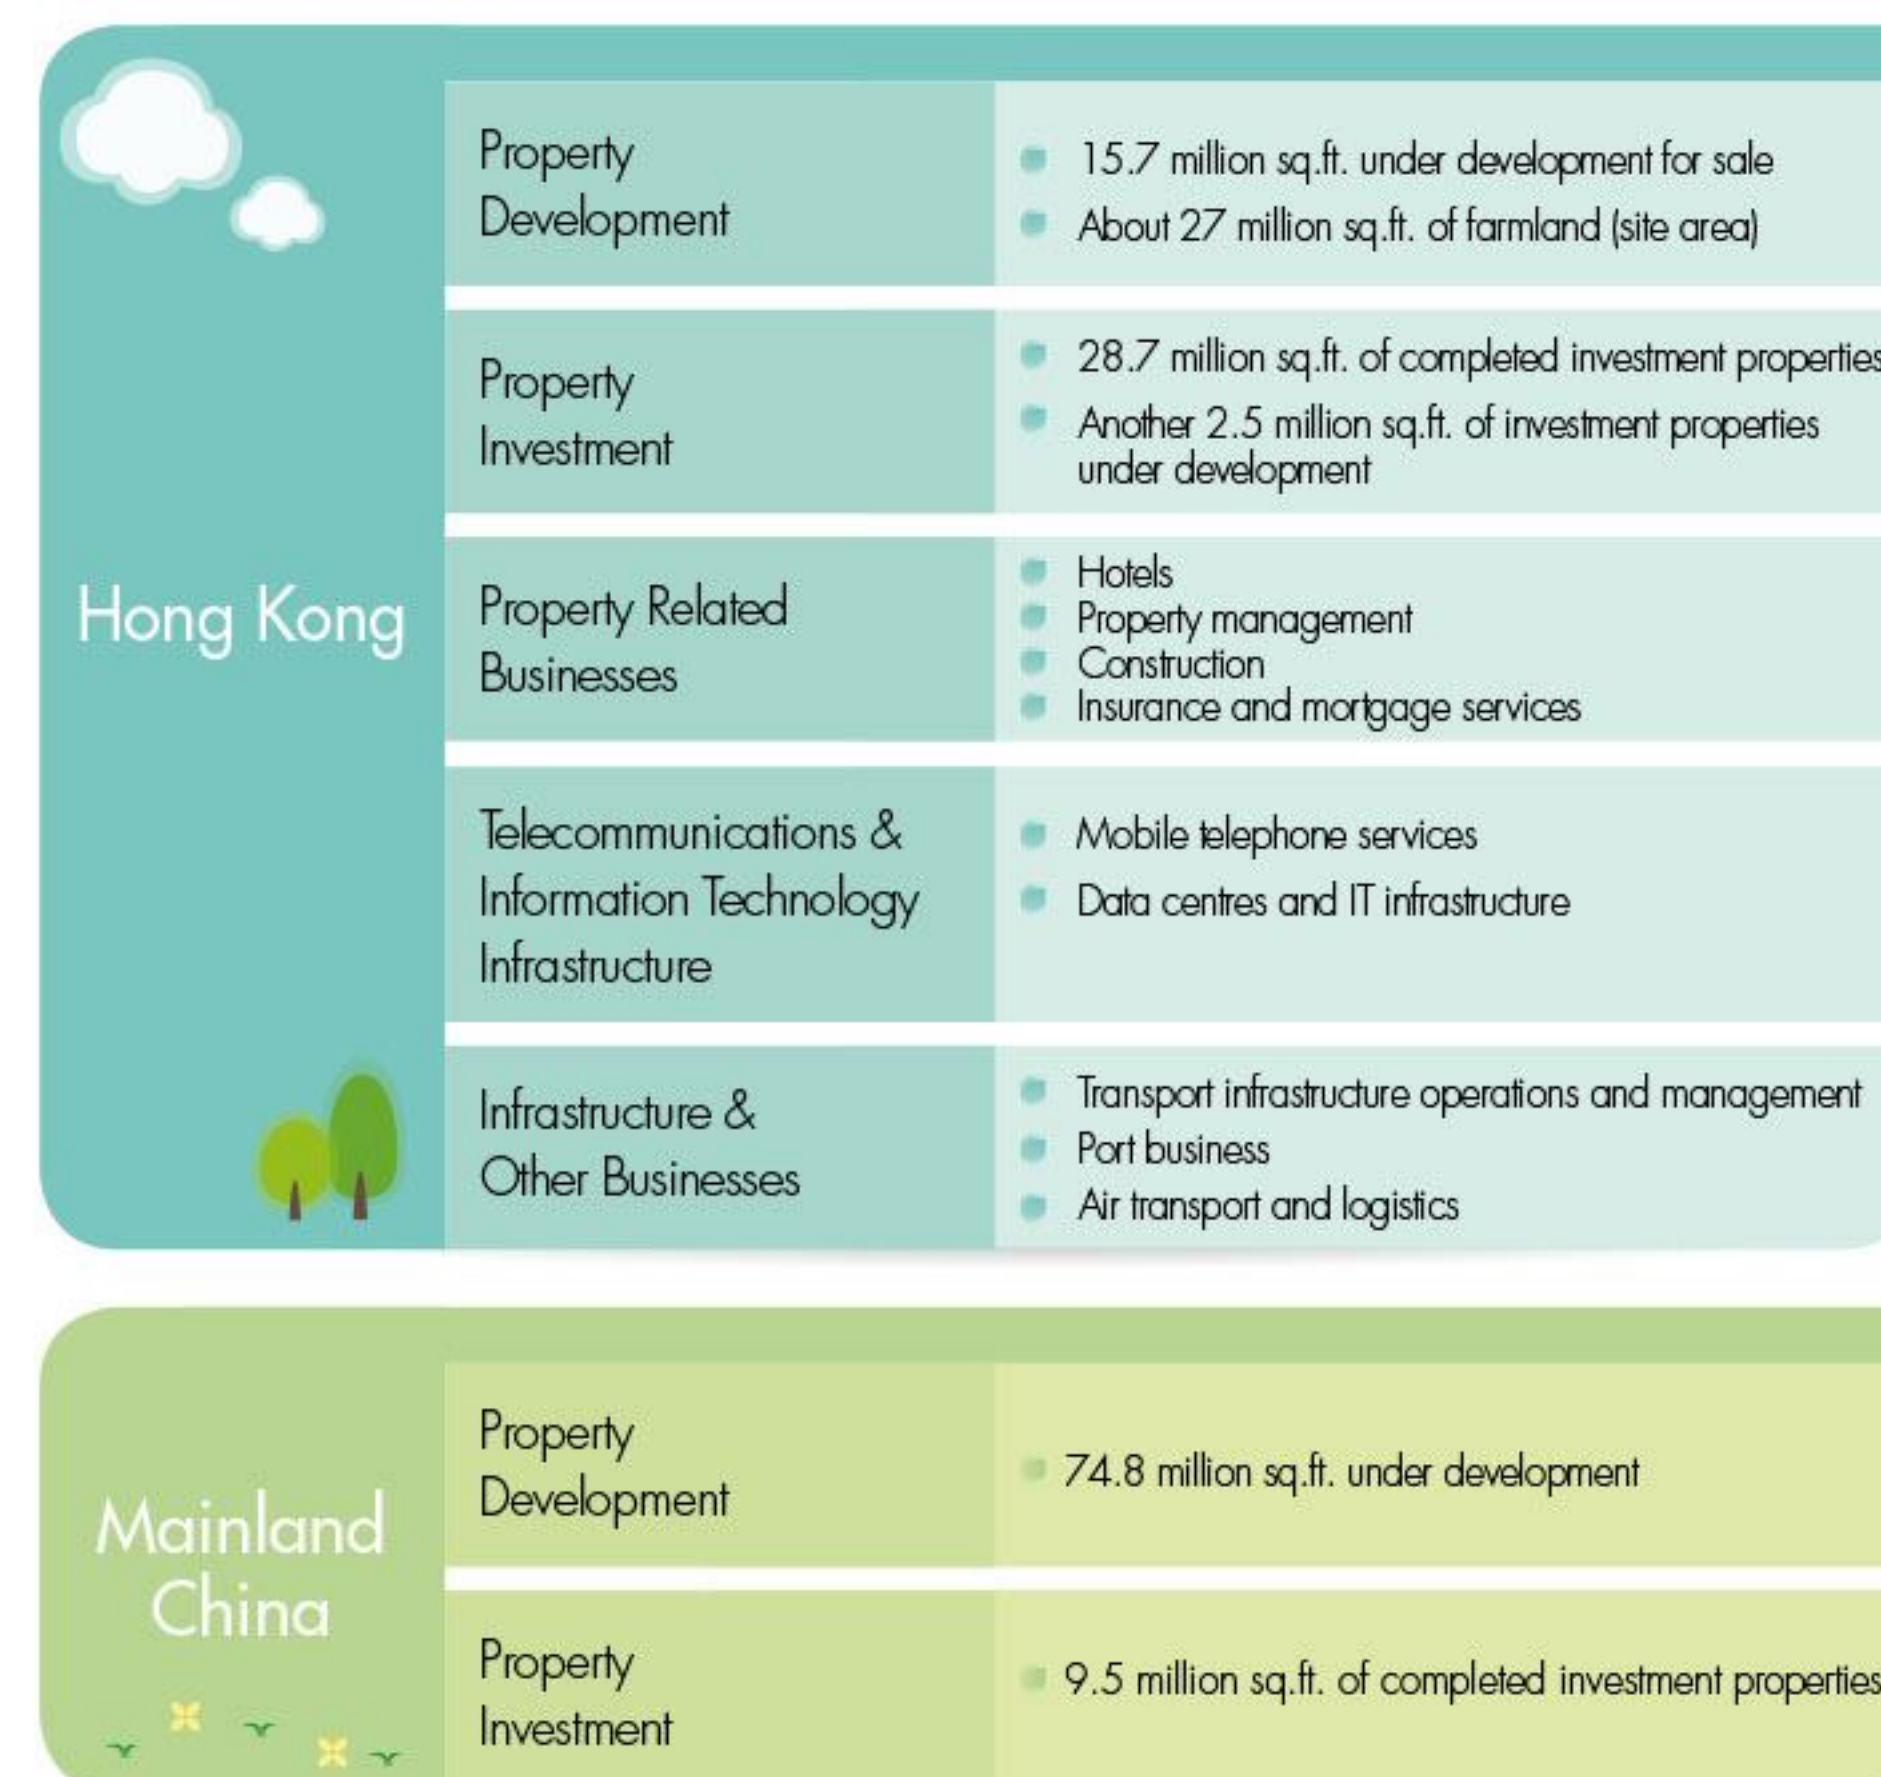 Hong Kong
Property
Development
15.7 million sq.ft. under development for sale
About 27 million sq.ft. of farmland (site area)
Property
Investment
28.7 million sq.ft. of completed investment properties
Another 2.5 million sq.ft. of investment properties
under development
Property Related
Businesses
Hotels
Property management
Construction
Insurance and mortgage services
Telecommunications &
Information Technology
Infrastructure
Mobile telephone services
Data centres and IT infrastructure
Infrastructure &
Other Businesses
Transport infrastructure operations and management
Port business
Air transport and logistics
Mainland
China
Property
Development
74.8 million sq.ft. under development
Property
Investment
9.5 million sq.ft. of completed investment properties